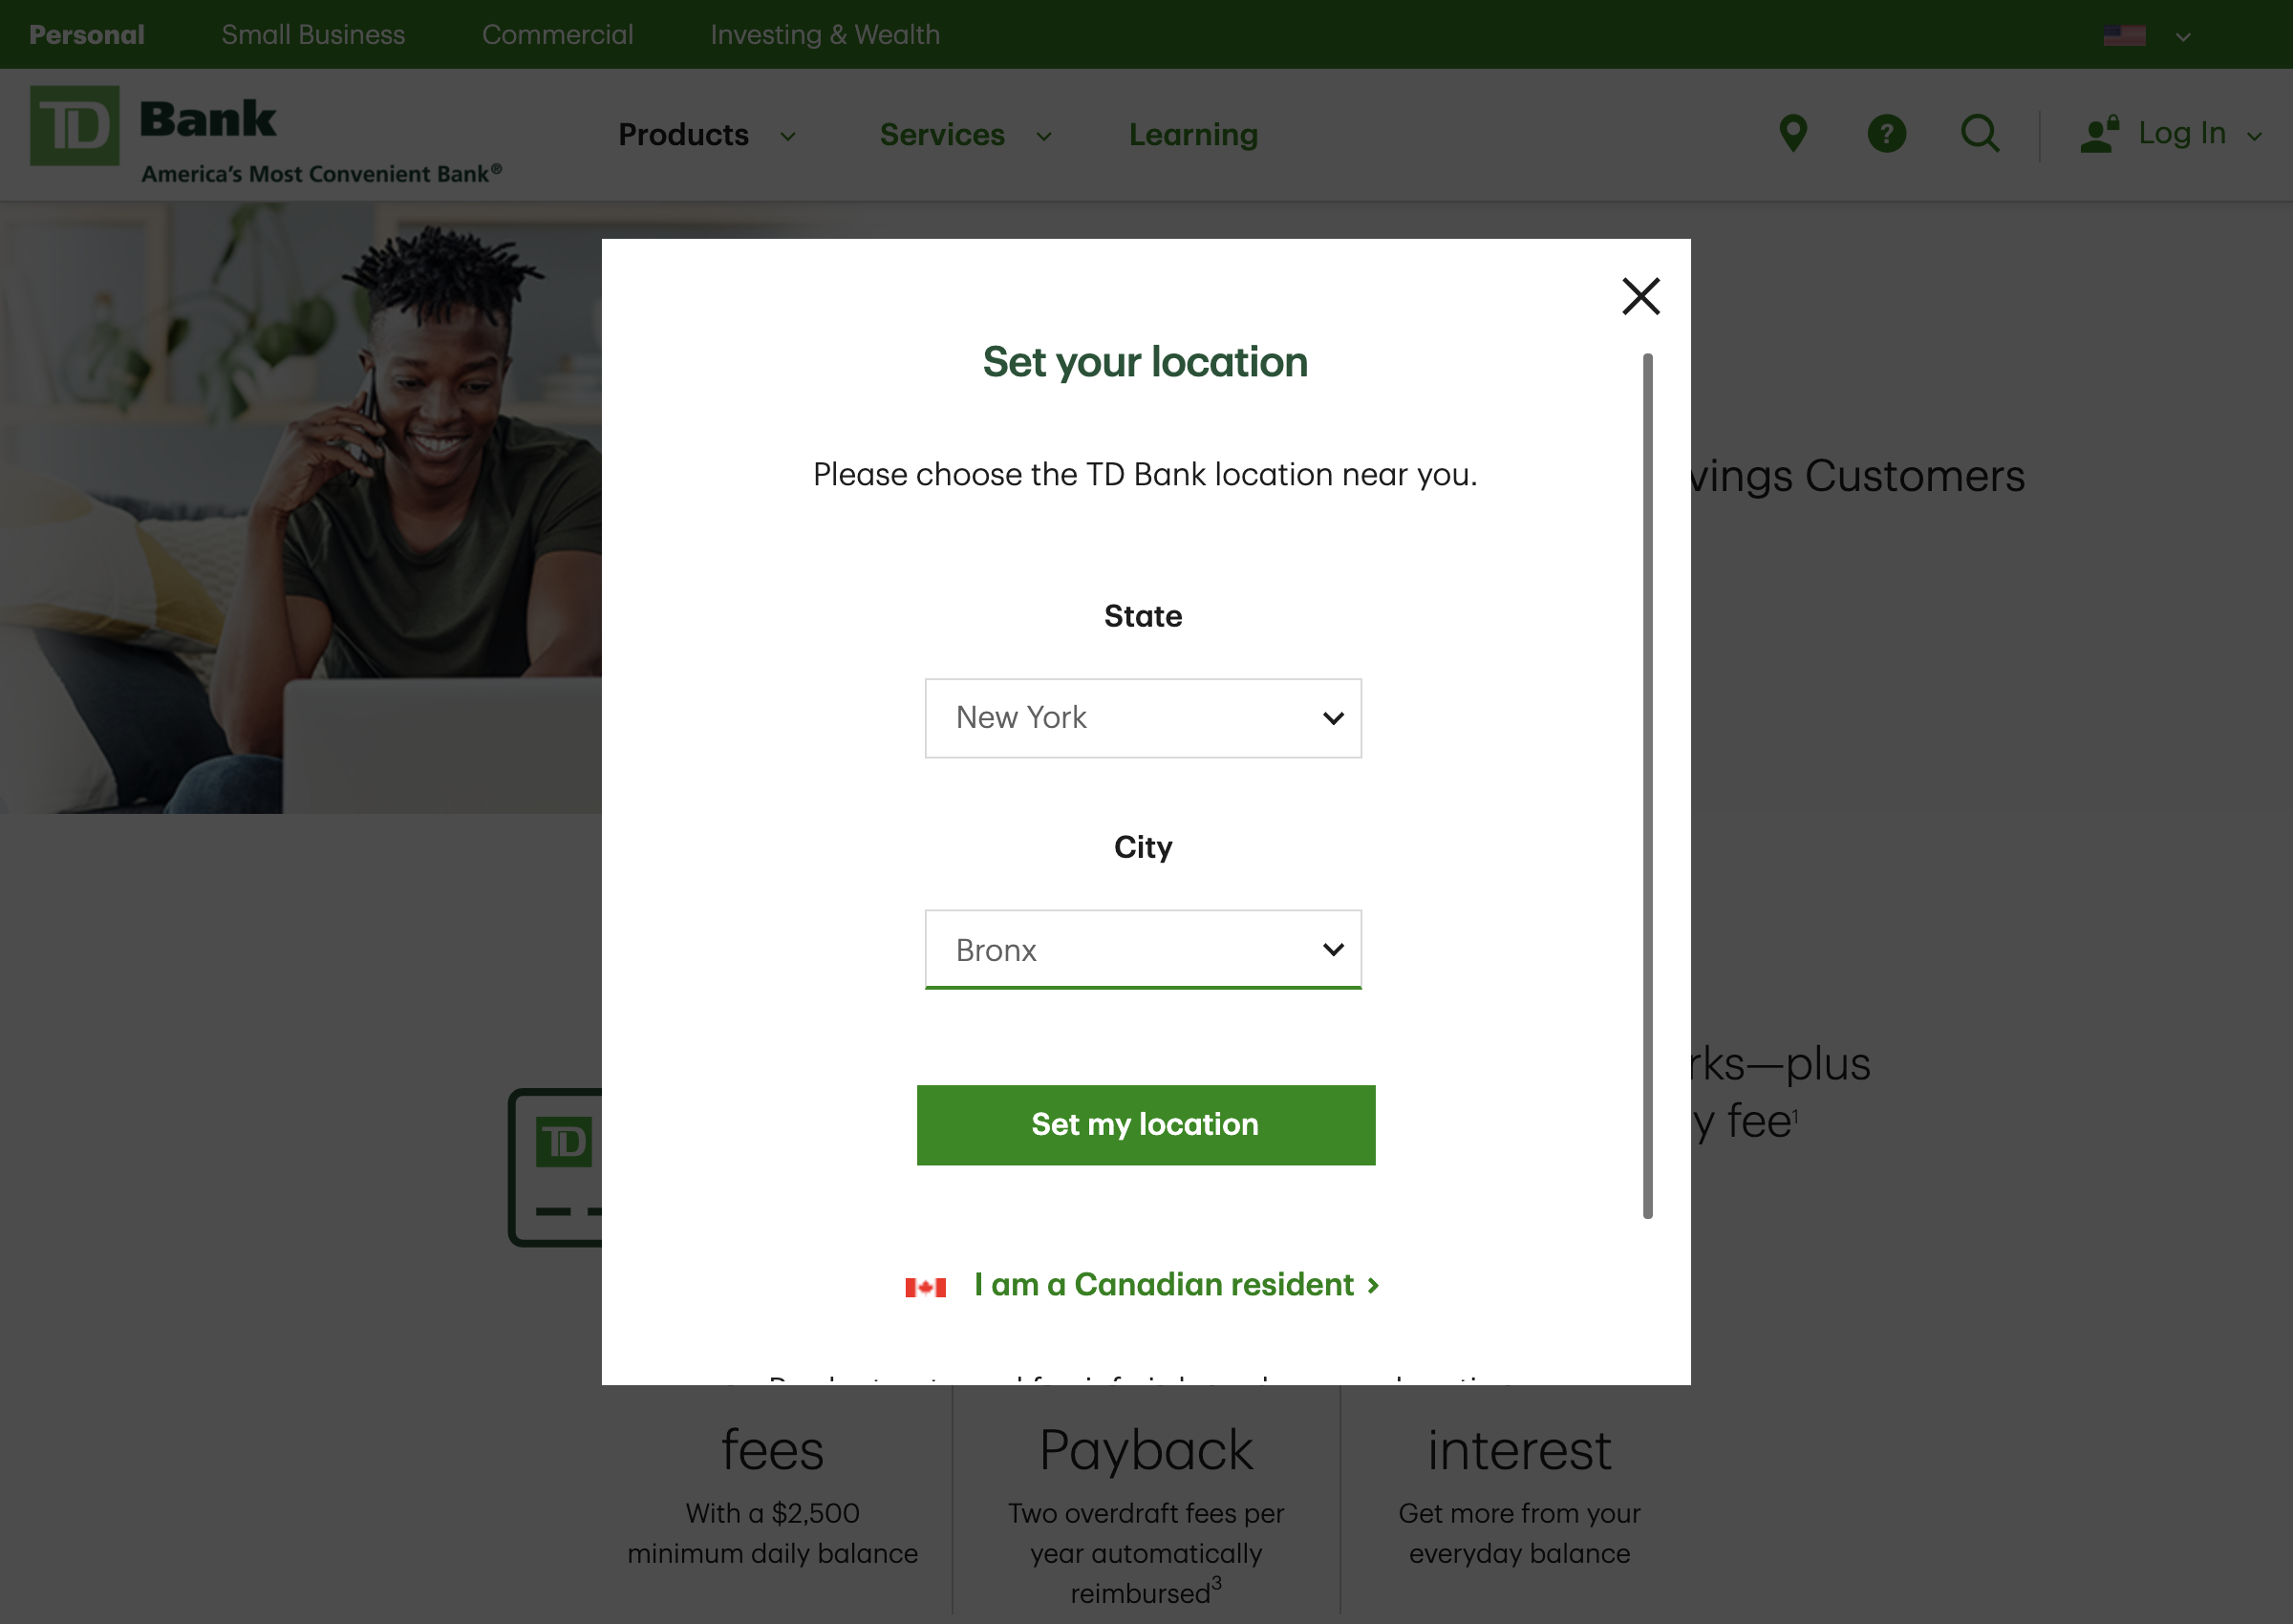 Personal
Small Business
Commercial
Investing & Wealth
TD
Bank
America's Most Convenient Bank®
Products
Services
Learning
?
Log In
Set your location
Please choose the TD Bank location near you.
State
New York
City
Bronx
Set my location
I am a Canadian resident
Customers
plus
fee¹
TD
fees
With a $2,500
minimum daily balance
Payback
Two overdraft fees per
year automatically
reimbursed³
interest
Get more from your
everyday balance